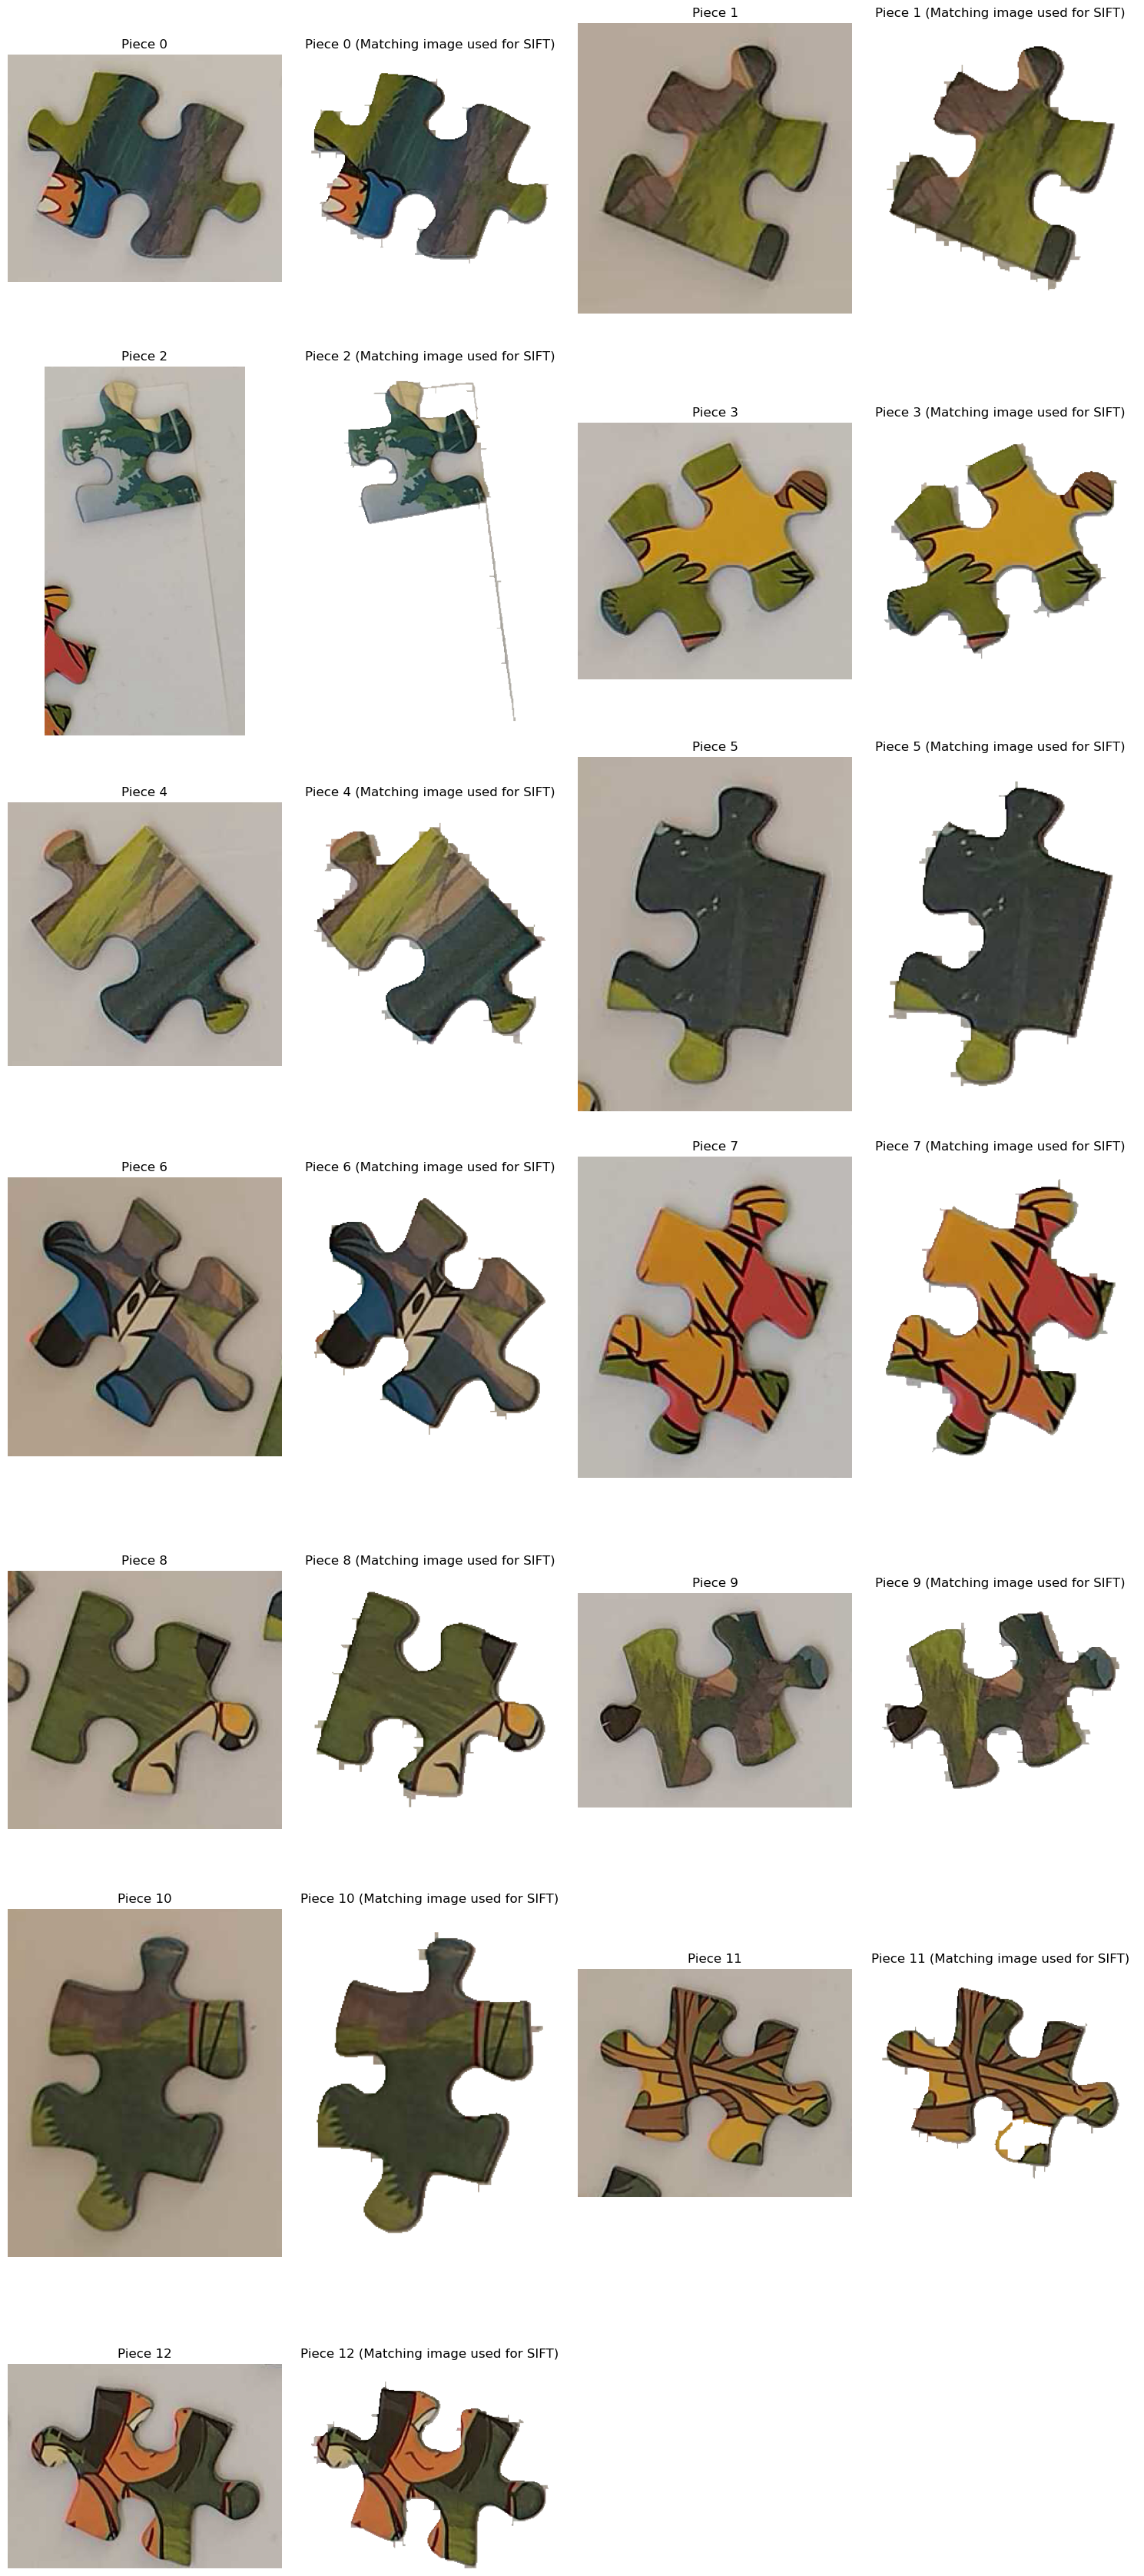 Piece 0
Piece 0 (Matching image used for SIFT)
Piece 1
Piece 1 (Matching image used for SIFT)
Piece 2
Piece 2 (Matching image used for SIFT)
Piece 3
Piece 3 (Matching image used for SIFT)
Piece 4
Piece 4 (Matching image used for SIFT)
Piece 5
Piece 5 (Matching image used for SIFT)
Piece 6
Piece 6 (Matching image used for SIFT)
Piece 7
Piece 7 (Matching image used for SIFT)
Piece 8
Piece 8 (Matching image used for SIFT)
Piece 9
Piece 9 (Matching image used for SIFT)
Piece 10
Piece 10 (Matching image used for SIFT)
Piece 11
Piece 11 (Matching image used for SIFT)
Piece 12
Piece 12 (Matching image used for SIFT)